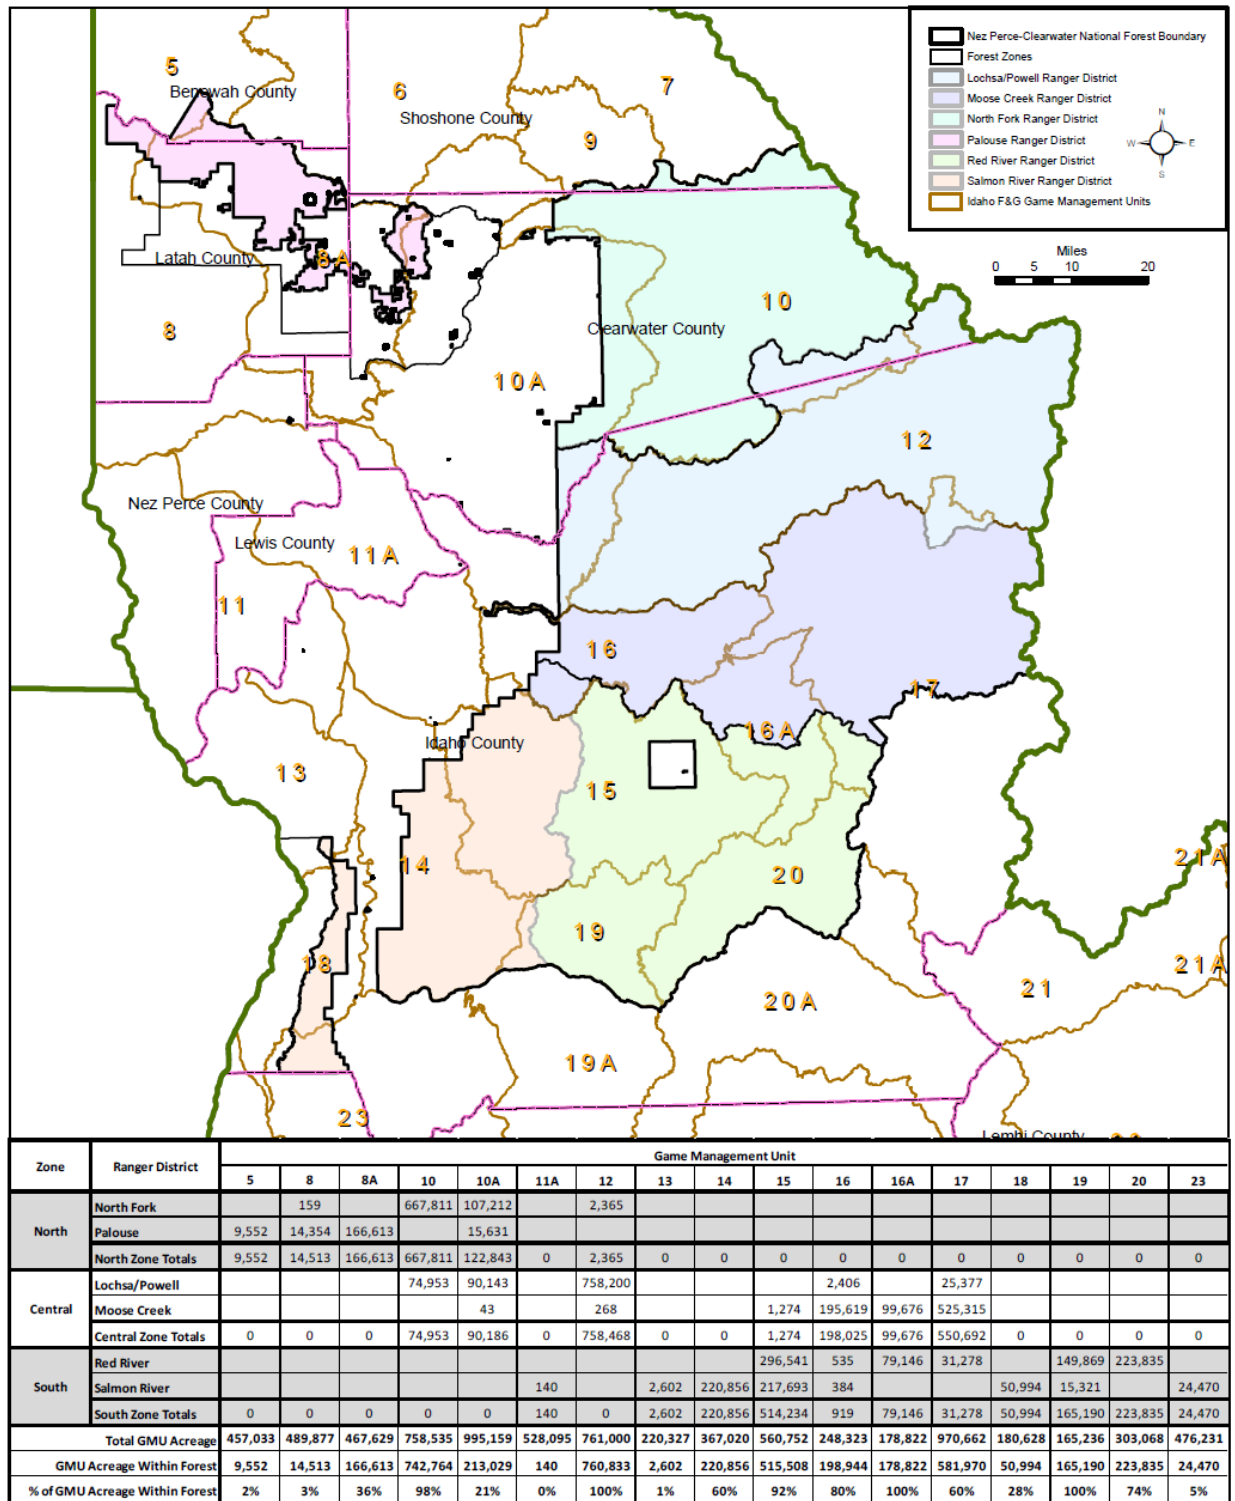 Nez Perce-Clearwater National Forest Boundary
Forest Zones
Lochsa/Powell Ranger District
Moose Creek Ranger District
North Fork Ranger District
Palouse Ranger District
Red River Ranger District
Salmon River Ranger District
Idaho F&G Game Management Units
N
W E
S
Miles
0 5 10 20
5
Benewah County
6
7
Shoshone County
9
Latah County
8A
10
8
Clearwater County
10A
12
Nez Perce County
Lewis County
11A
11
16
17
16A
Idaho County
13
15
14
21A
20
19
18
21A
21
20A
19A
23
Lemhi County
Zone Ranger District Game Management Unit
5 8 8A 10 10A 11A 12 13 14 15 16 16A 17 18 19 20 23
North
North Fork 159 667,811 107,212 2,365
Palouse 9,552 14,354 166,613 15,631
North Zone Totals 9,552 14,513 166,613 667,811 122,843 0 2,365 0 0 0 0 0 0 0 0 0 0
Central
Lochsa/Powell 74,953 90,143 758,200 2,406 25,377
Moose Creek 43 268 1,274 195,619 99,676 525,315
Central Zone Totals 0 0 0 74,953 90,186 0 758,468 0 0 1,274 198,025 99,676 550,692 0 0 0 0
South
Red River 296,541 535 79,146 31,278 149,869 223,835
Salmon River 140 2,602 220,856 217,693 384 50,994 15,321 24,470
South Zone Totals 0 0 0 0 0 140 0 2,602 220,856 514,234 919 79,146 31,278 50,994 165,190 223,835 24,470
Total GMU Acreage 457,033 489,877 467,629 758,535 995,159 528,095 761,000 220,327 367,020 560,752 248,323 178,822 970,662 180,628 165,236 303,068 476,231
GMU Acreage Within Forest 9,552 14,513 166,613 742,764 213,029 140 760,833 2,602 220,856 515,508 198,944 178,822 581,970 50,994 165,190 223,835 24,470
% of GMU Acreage Within Forest 2% 3% 36% 98% 21% 0% 100% 1% 60% 92% 80% 100% 60% 28% 100% 74% 5%